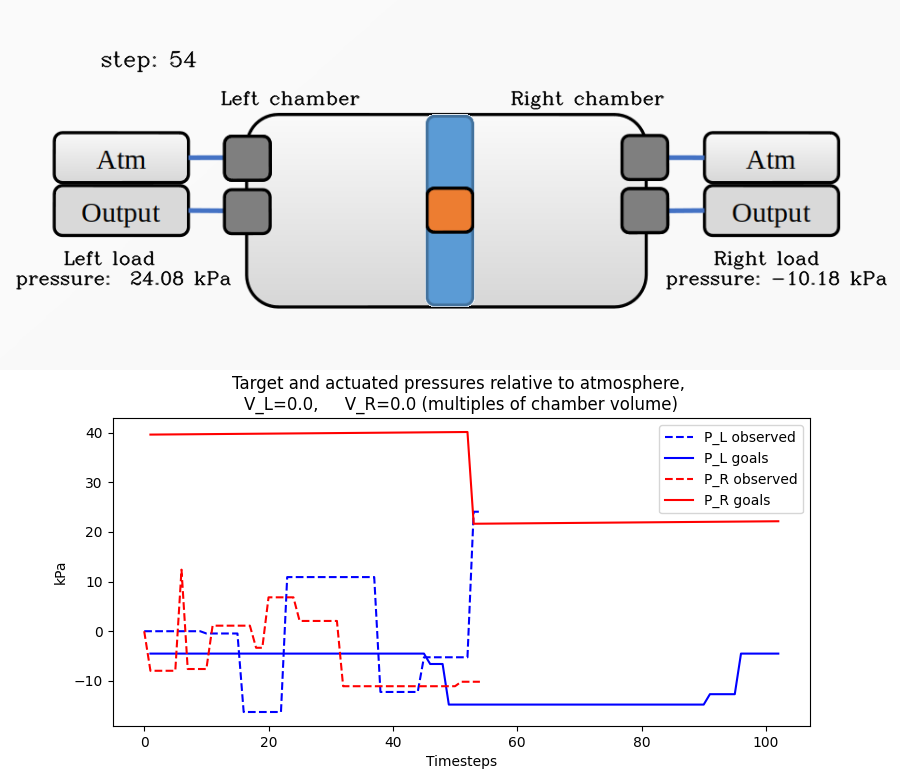 step: 54
Left chamber
Right chamber
Atm
Atm
Output
Output
Left load
pressure: 24.08 kPa
Right load
pressure: −10.18 kPa
Target and actuated pressures relative to atmosphere,
V_L=0.0, V_R=0.0 (multiples of chamber volume)
40
30
20
10
0
−10
kPa
P_L observed
P_L goals
P_R observed
P_R goals
0
20
40
60
80
100
Timesteps